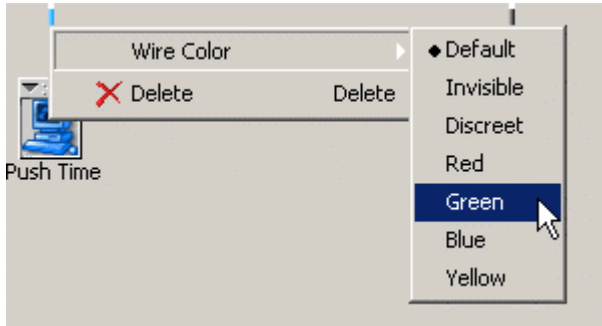 Wire Color
Delete Delete
Push Time
Default
Invisible
Discreet
Red
Green
Blue
Yellow